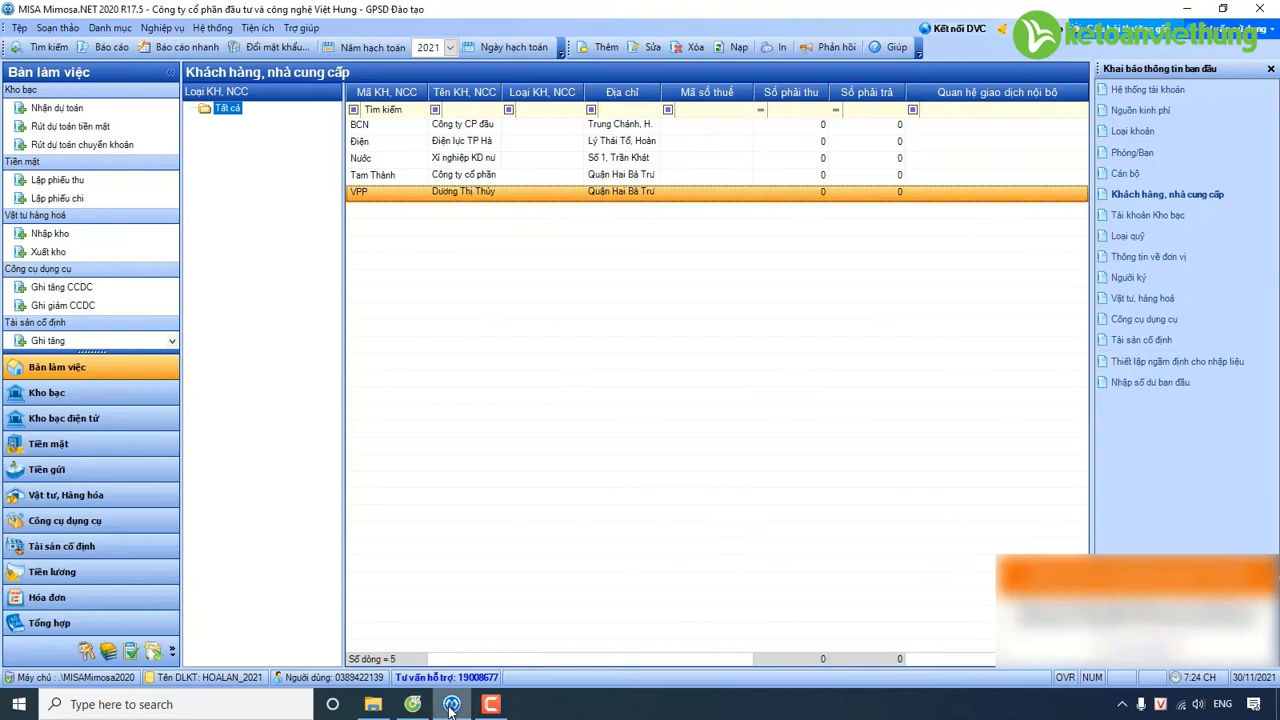 MISA Mimosa.NET 2020 R17.5 - Công ty cổ phần đầu tư và công nghệ Việt Hưng - GPSD Đào tạo
Tệp Soạn thảo Danh mục Nghiệp vụ Hệ thống Tiện ích Trợ giúp Kết nối DVC
ketoanviethung
Tìm kiếm Báo cáo Báo cáo nhanh Đổi mật khẩu... Năm hạch toán 2021 Ngày hạch toán Thêm Sửa Xóa Nạp In Phản hồi Giúp
Bàn làm việc
Kho bạc
Nhận dự toán
Rút dự toán tiền mặt
Rút dự toán chuyển khoản
Tiền mặt
Lập phiếu thu
Lập phiếu chi
Vật tư hàng hoá
Nhập kho
Xuất kho
Công cụ dụng cụ
Ghi tăng CCDC
Ghi giảm CCDC
Tài sản cố định
Ghi tăng
Bàn làm việc
Kho bạc
Kho bạc điện tử
Tiền mặt
Tiền gửi
Vật tư, Hàng hóa
Công cụ dụng cụ
Tài sản cố định
Tiền lương
Hóa đơn
Tổng hợp
Khách hàng, nhà cung cấp
Loại KH, NCC
Tất cả
Mã KH, NCC Tên KH, NCC Loại KH, NCC Địa chỉ Mã số thuế Số phải thu Số phải trả Quan hệ giao dịch nội bộ
Tìm kiếm
BCN Công ty CP đầu Trung Chánh, H. 0 0
Điện Điện lực TP Hà Lý Thái Tổ, Hoàn 0 0
Nước Xí nghiệp KD nư Số 1, Trần Khát 0 0
Tam Thành Công ty cổ phần Quận Hai Bà Trư 0 0
VPP Dương Thị Thúy Quận Hai Bà Trư 0 0
Số dòng = 5 0 0
Khai báo thông tin ban đầu
Hệ thống tài khoản
Nguồn kinh phí
Loại khoản
Phòng/Ban
Cán bộ
Khách hàng, nhà cung cấp
Tài khoản Kho bạc
Loại quỹ
Thông tin về đơn vị
Người ký
Vật tư, hàng hoá
Công cụ dụng cụ
Tài sản cố định
Thiết lập ngầm định cho nhập liệu
Nhập số dư ban đầu
Máy chủ : .\MISAMimosa2020 Tên DLKT: HOALAN_2021 Người dùng: 0389422139 Tư vấn hỗ trợ: 19008677 OVR NUM 7:24 CH 30/11/2021
Type here to search ENG